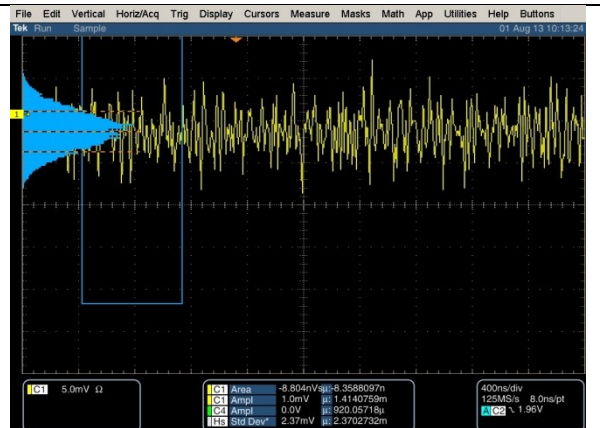 File Edit Vertical Horiz/Acq Trig Display Cursors Measure Masks Math App Utilities Help Buttons
Tek Run Sample 01 Aug 13 10:13:24
1
C1 5.0mV Ω
C1 Area -8.804nVs µ: -8.3588097n
C1 Ampl 1.0mV µ: 1.4140759m
C4 Ampl 0.0V µ: 920.05718µ
Hs Std Dev* 2.37mV µ: 2.3702732m
400ns/div
125MS/s 8.0ns/pt
A C2 1.96V